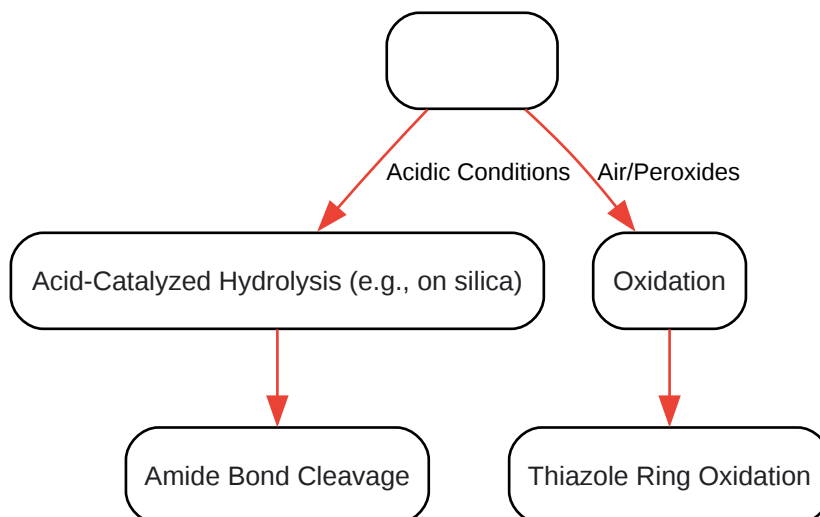 Acidic Conditions
Air/Peroxides
Acid-Catalyzed Hydrolysis (e.g., on silica)
Oxidation
Amide Bond Cleavage
Thiazole Ring Oxidation